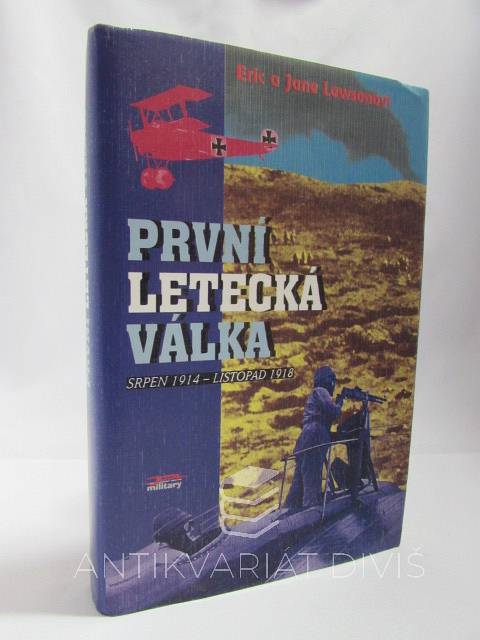 Eric a Jane Lawsonovi
PRVNÍ
LETECKÁ
VÁLKA
SRPEN 1914 – LISTOPAD 1918
military
ANTIKVARIÁT DIVIŠ